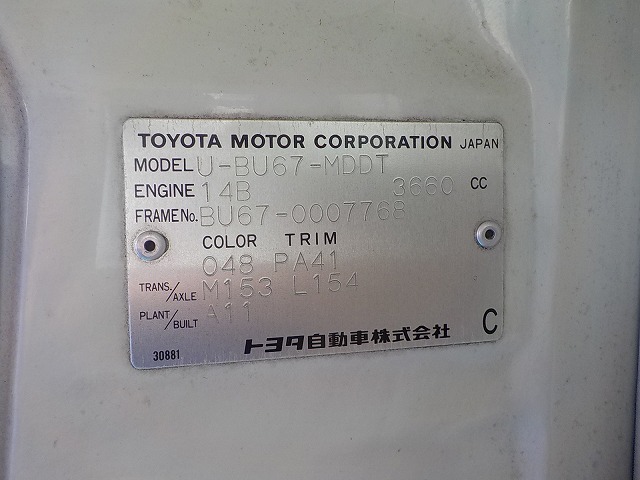 TOYOTA MOTOR CORPORATION JAPAN
MODEL U-BU67-MDDT
ENGINE 14B 3660 CC
FRAME No. BU67-0007768
COLOR TRIM
048 PA41
TRANS./AXLE M153 L154
PLANT/BUILT A11
トヨタ自動車株式会社 C
30881